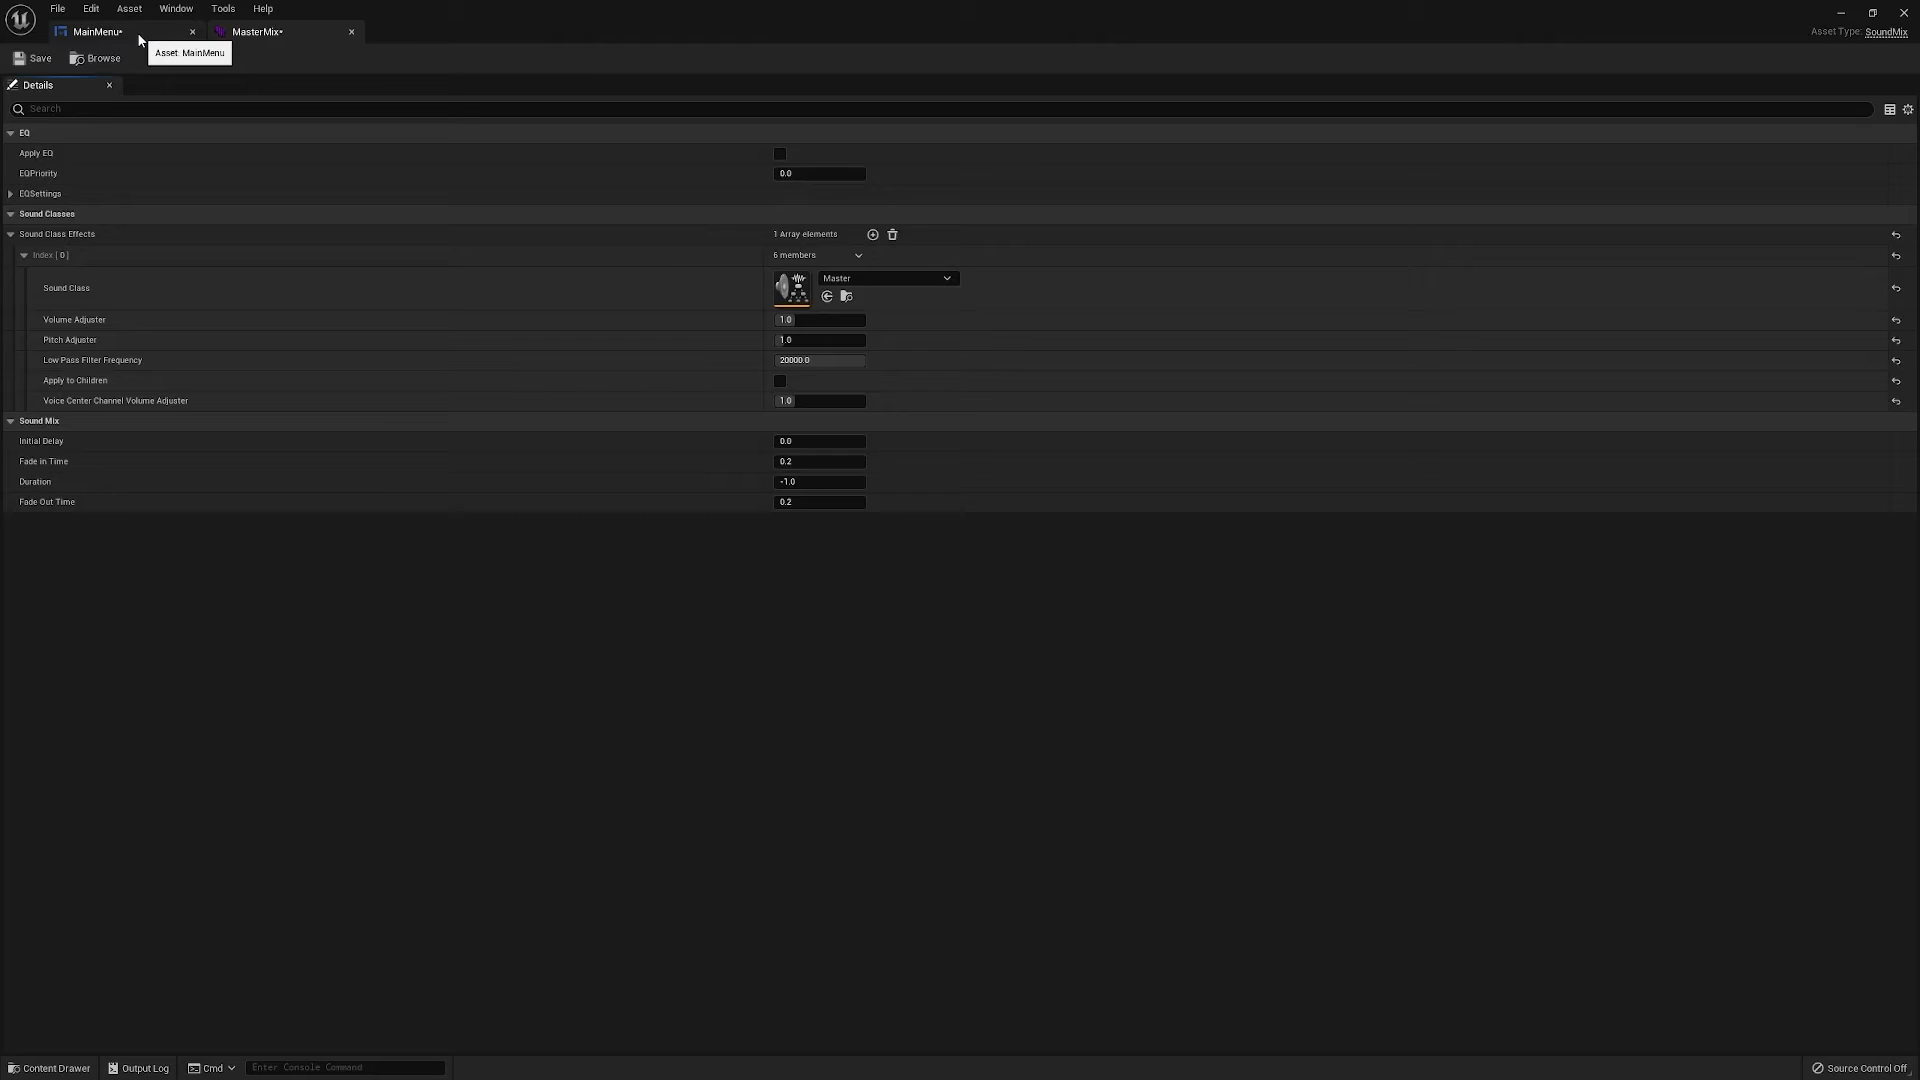 File Edit Asset Window Tools Help
MainMenu• MasterMix•
Asset Type: SoundMix
Asset: MainMenu
Save Browse
Details
Search
EQ
Apply EQ
EQPriority 0.0
EQSettings
Sound Classes
Sound Class Effects 1 Array elements
Index [ 0 ] 6 members
Sound Class Master
Volume Adjuster 1.0
Pitch Adjuster 1.0
Low Pass Filter Frequency 20000.0
Apply to Children
Voice Center Channel Volume Adjuster 1.0
Sound Mix
Initial Delay 0.0
Fade in Time 0.2
Duration -1.0
Fade Out Time 0.2
Content Drawer Output Log Cmd Enter Console Command Source Control Off